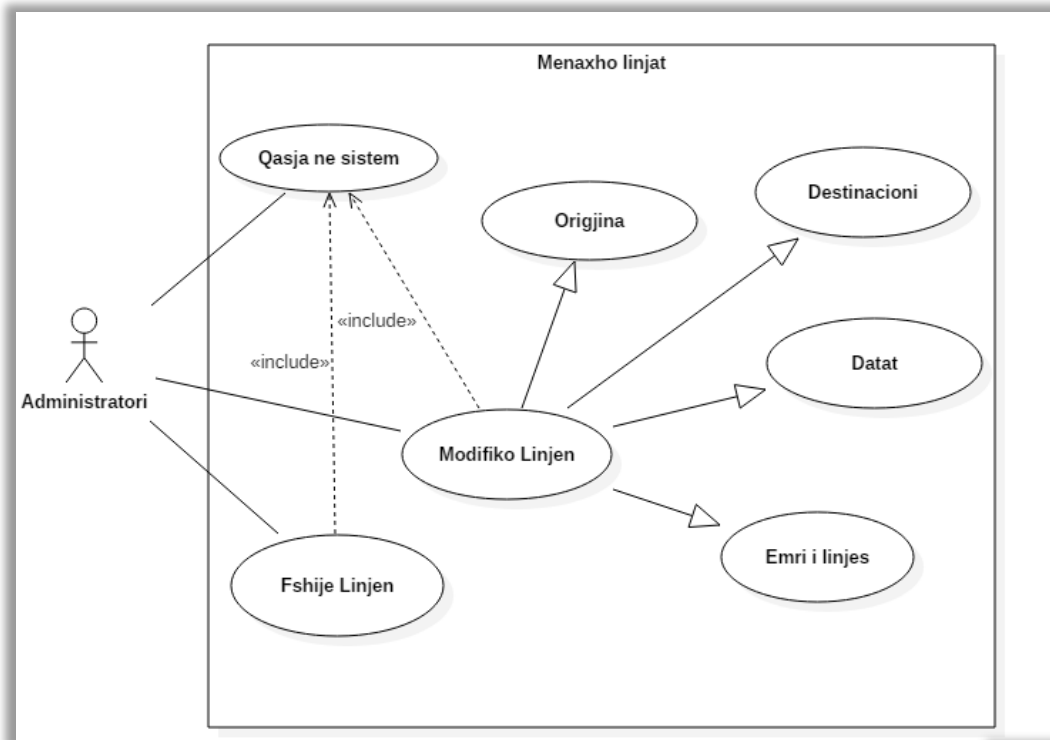 Menaxho linjat
Qasja ne sistem
Destinacioni
Origjina
«include»
«include»
Datat
Administratori
Modifiko Linjen
Emri i linjes
Fshije Linjen